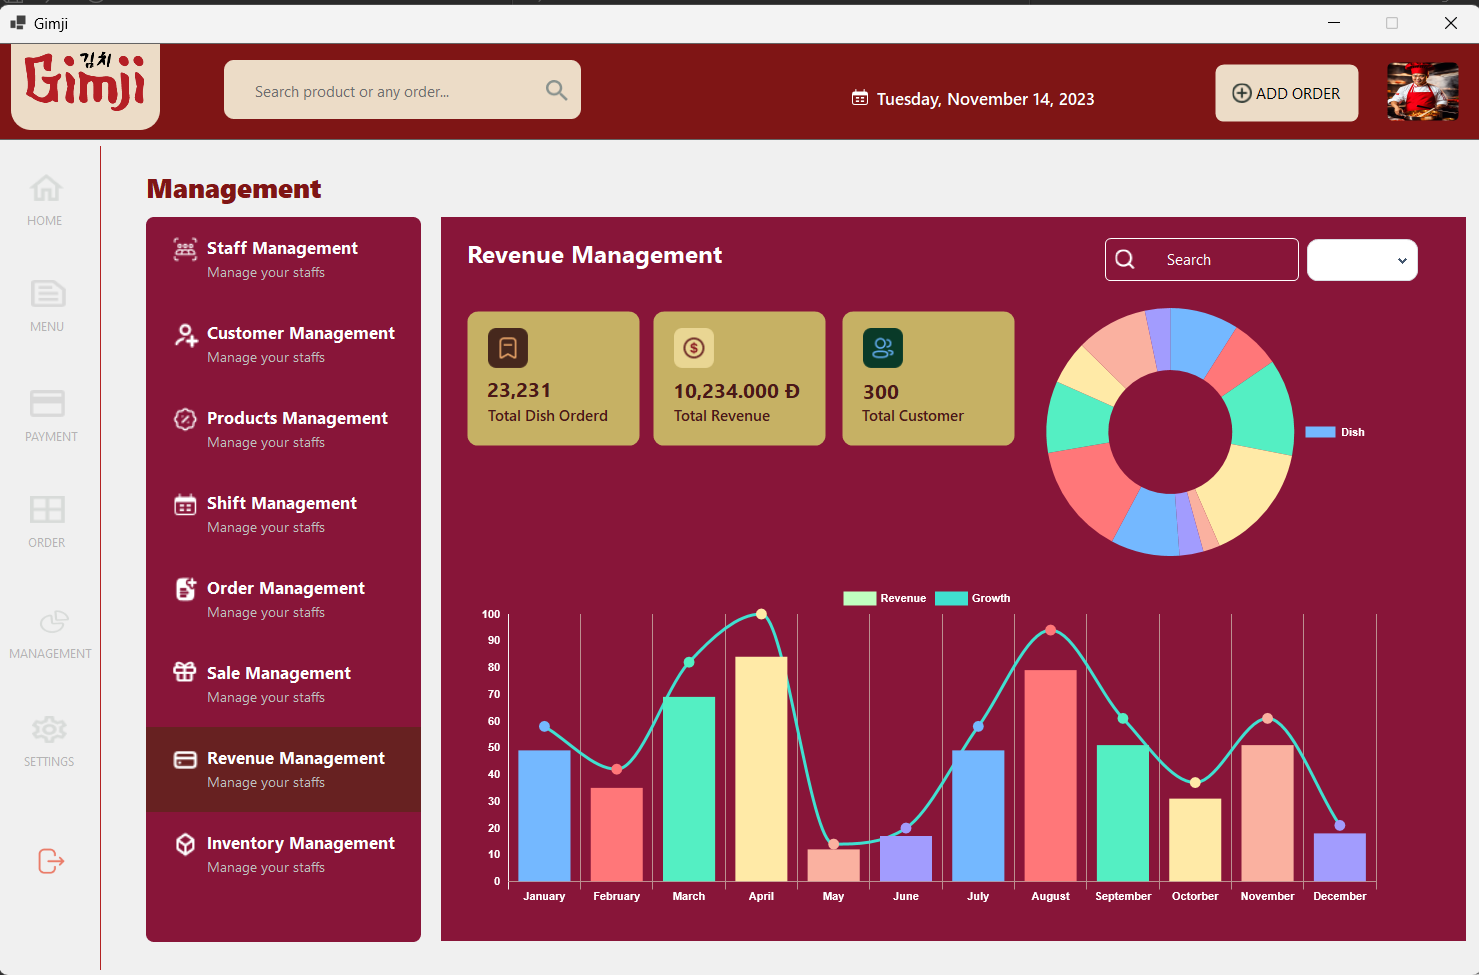 Gimji
김치
Gimji
Search product or any order...
Tuesday, November 14, 2023
ADD ORDER
HOME
MENU
PAYMENT
ORDER
MANAGEMENT
SETTINGS
Management
Staff Management
Manage your staffs
Customer Management
Manage your staffs
Products Management
Manage your staffs
Shift Management
Manage your staffs
Order Management
Manage your staffs
Sale Management
Manage your staffs
Revenue Management
Manage your staffs
Inventory Management
Manage your staffs
Revenue Management
Search
23,231
Total Dish Orderd
10,234.000 Đ
Total Revenue
300
Total Customer
Dish
Revenue Growth
100
90
80
70
60
50
40
30
20
10
0
January February March April May June July August September Octorber November December